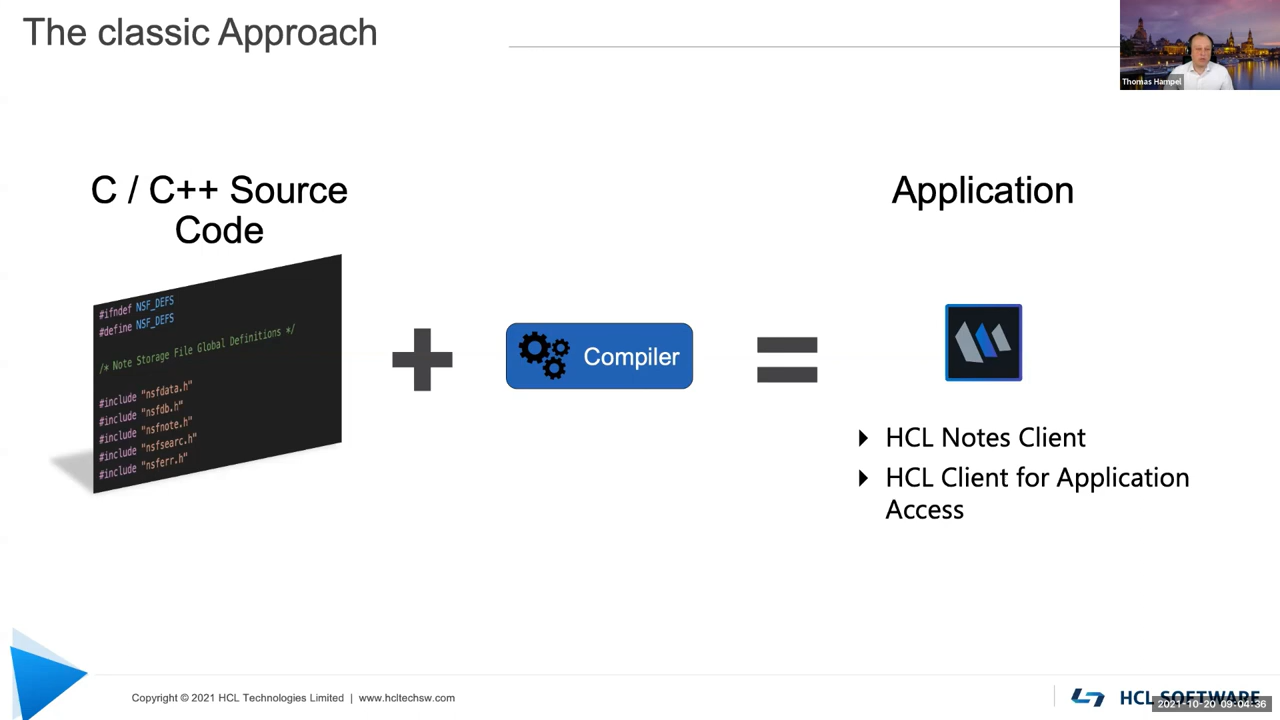 The classic Approach
Thomas Hampel
C / C++ Source
Code
#ifndef NSF_DEFS
#define NSF_DEFS
/* Note Storage File Global Definitions */
#include "nsfdata.h"
#include "nsfdb.h"
#include "nsfnote.h"
#include "nsfsearc.h"
#include "nsferr.h"
Compiler
Application
HCL Notes Client
HCL Client for Application
Access
Copyright © 2021 HCL Technologies Limited | www.hcltechsw.com
HCL SOFTWARE
2021-10-20 09:04:36